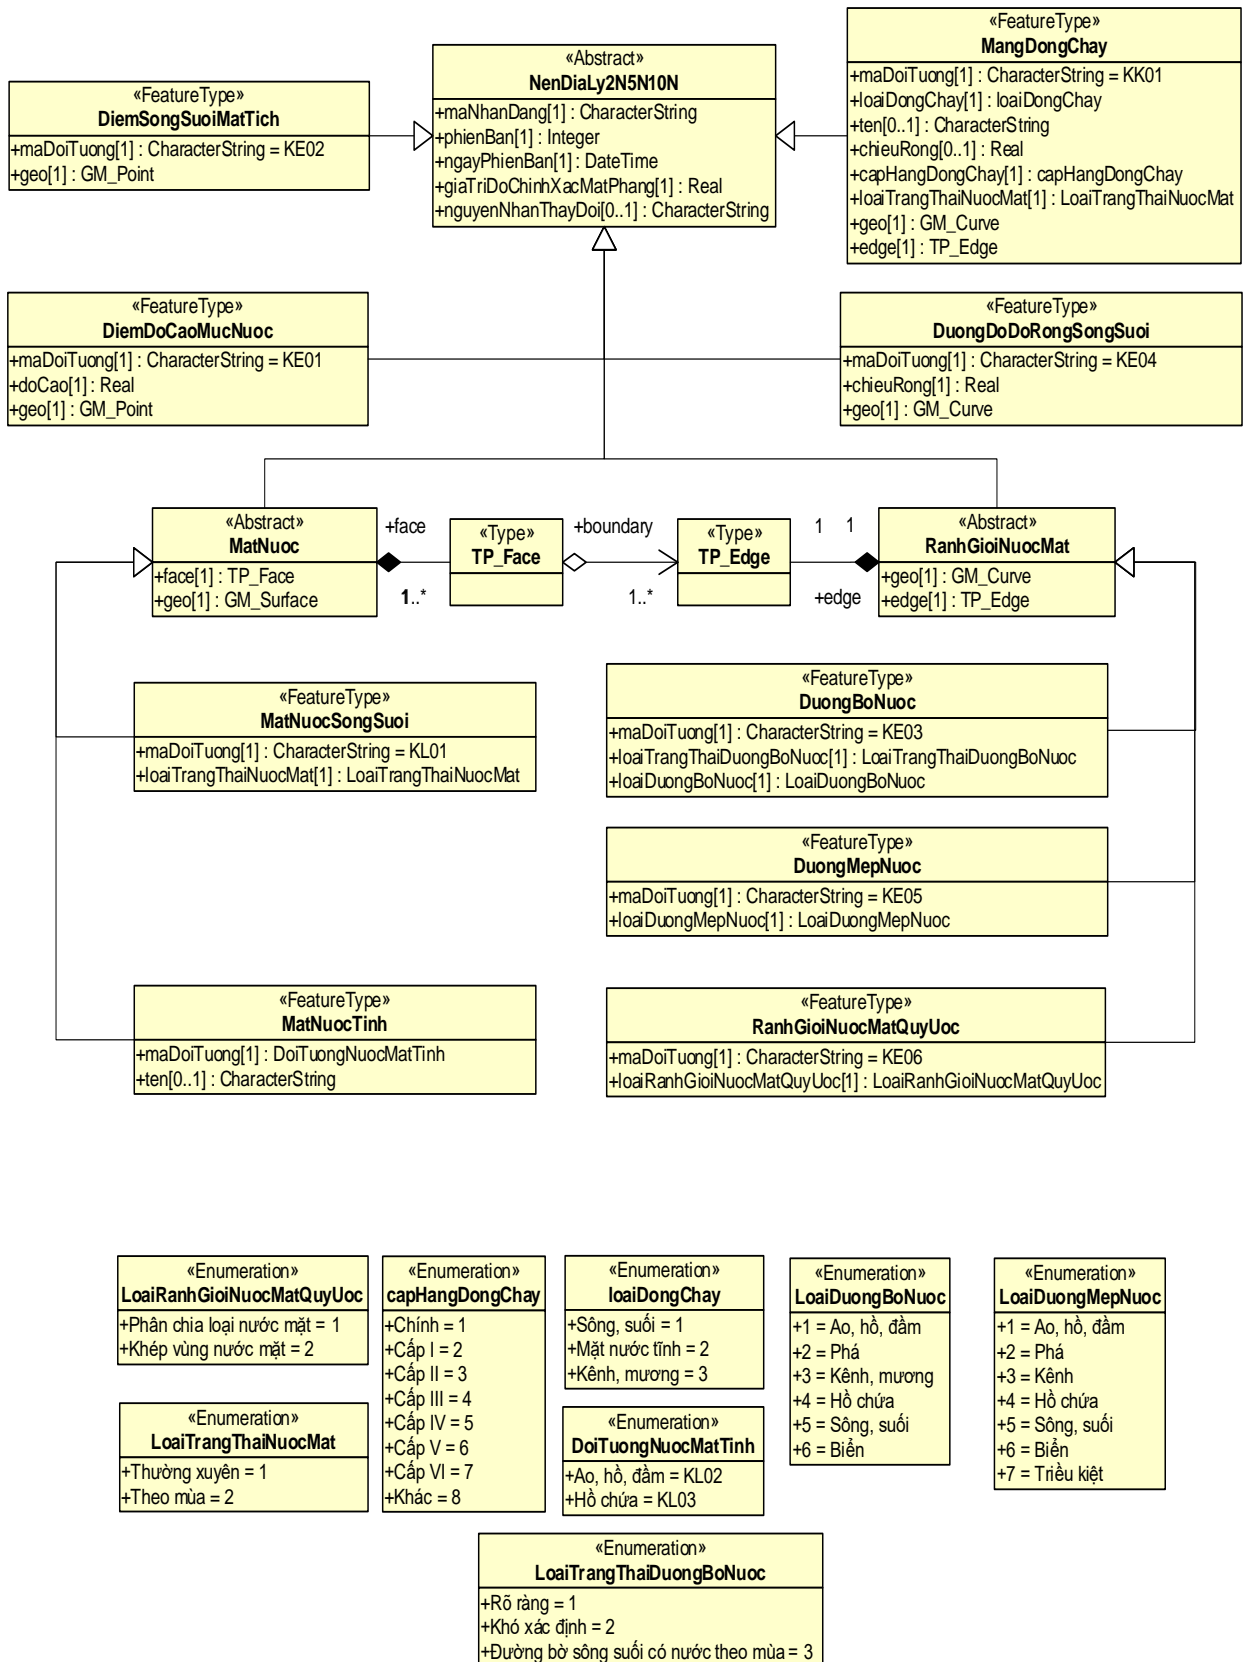 «FeatureType»
DiemSongSuoiMatTich
+maDoiTuong[1] : CharacterString = KE02
+geo[1] : GM_Point
«Abstract»
NenDiaLy2N5N10N
+maNhanDang[1] : CharacterString
+phienBan[1] : Integer
+ngayPhienBan[1] : DateTime
+giaTriDoChinhXacMatPhang[1] : Real
+nguyenNhanThayDoi[0..1] : CharacterString
«FeatureType»
MangDongChay
+maDoiTuong[1] : CharacterString = KK01
+loaiDongChay[1] : loaiDongChay
+ten[0..1] : CharacterString
+chieuRong[0..1] : Real
+capHangDongChay[1] : capHangDongChay
+loaiTrangThaiNuocMat[1] : LoaiTrangThaiNuocMat
+geo[1] : GM_Curve
+edge[1] : TP_Edge
«FeatureType»
DiemDoCaoMucNuoc
+maDoiTuong[1] : CharacterString = KE01
+doCao[1] : Real
+geo[1] : GM_Point
«FeatureType»
DuongDoDoRongSongSuoi
+maDoiTuong[1] : CharacterString = KE04
+chieuRong[1] : Real
+geo[1] : GM_Curve
«Abstract»
MatNuoc
+face[1] : TP_Face
+geo[1] : GM_Surface
+face
1..*
«Type»
TP_Face
+boundary
1..*
«Type»
TP_Edge
1 1
+edge
«Abstract»
RanhGioiNuocMat
+geo[1] : GM_Curve
+edge[1] : TP_Edge
«FeatureType»
MatNuocSongSuoi
+maDoiTuong[1] : CharacterString = KL01
+loaiTrangThaiNuocMat[1] : LoaiTrangThaiNuocMat
«FeatureType»
DuongBoNuoc
+maDoiTuong[1] : CharacterString = KE03
+loaiTrangThaiDuongBoNuoc[1] : LoaiTrangThaiDuongBoNuoc
+loaiDuongBoNuoc[1] : LoaiDuongBoNuoc
«FeatureType»
DuongMepNuoc
+maDoiTuong[1] : CharacterString = KE05
+loaiDuongMepNuoc[1] : LoaiDuongMepNuoc
«FeatureType»
MatNuocTinh
+maDoiTuong[1] : DoiTuongNuocMatTinh
+ten[0..1] : CharacterString
«FeatureType»
RanhGioiNuocMatQuyUoc
+maDoiTuong[1] : CharacterString = KE06
+loaiRanhGioiNuocMatQuyUoc[1] : LoaiRanhGioiNuocMatQuyUoc
«Enumeration»
LoaiRanhGioiNuocMatQuyUoc
+Phân chia loại nước mặt = 1
+Khép vùng nước mặt = 2
«Enumeration»
LoaiTrangThaiNuocMat
+Thường xuyên = 1
+Theo mùa = 2
«Enumeration»
capHangDongChay
+Chính = 1
+Cấp I = 2
+Cấp II = 3
+Cấp III = 4
+Cấp IV = 5
+Cấp V = 6
+Cấp VI = 7
+Khác = 8
«Enumeration»
loaiDongChay
+Sông, suối = 1
+Mặt nước tĩnh = 2
+Kênh, mương = 3
«Enumeration»
DoiTuongNuocMatTinh
+Ao, hồ, đầm = KL02
+Hồ chứa = KL03
«Enumeration»
LoaiDuongBoNuoc
+1 = Ao, hồ, đầm
+2 = Phá
+3 = Kênh, mương
+4 = Hồ chứa
+5 = Sông, suối
+6 = Biển
«Enumeration»
LoaiDuongMepNuoc
+1 = Ao, hồ, đầm
+2 = Phá
+3 = Kênh
+4 = Hồ chứa
+5 = Sông, suối
+6 = Biển
+7 = Triều kiệt
«Enumeration»
LoaiTrangThaiDuongBoNuoc
+Rõ ràng = 1
+Khó xác định = 2
+Đường bờ sông suối có nước theo mùa = 3